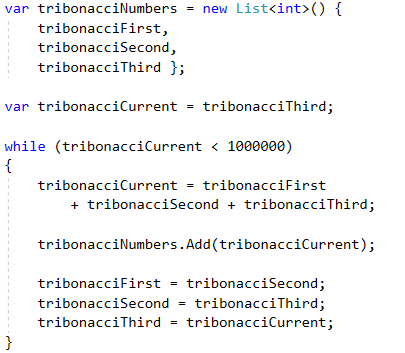 var tribonacciNumbers = new List<int>() {
tribonacciFirst,
tribonacciSecond,
tribonacciThird };
var tribonacciCurrent = tribonacciThird;
while (tribonacciCurrent < 1000000)
{
tribonacciCurrent = tribonacciFirst
+ tribonacciSecond + tribonacciThird;
tribonacciNumbers.Add(tribonacciCurrent);
tribonacciFirst = tribonacciSecond;
tribonacciSecond = tribonacciThird;
tribonacciThird = tribonacciCurrent;
}